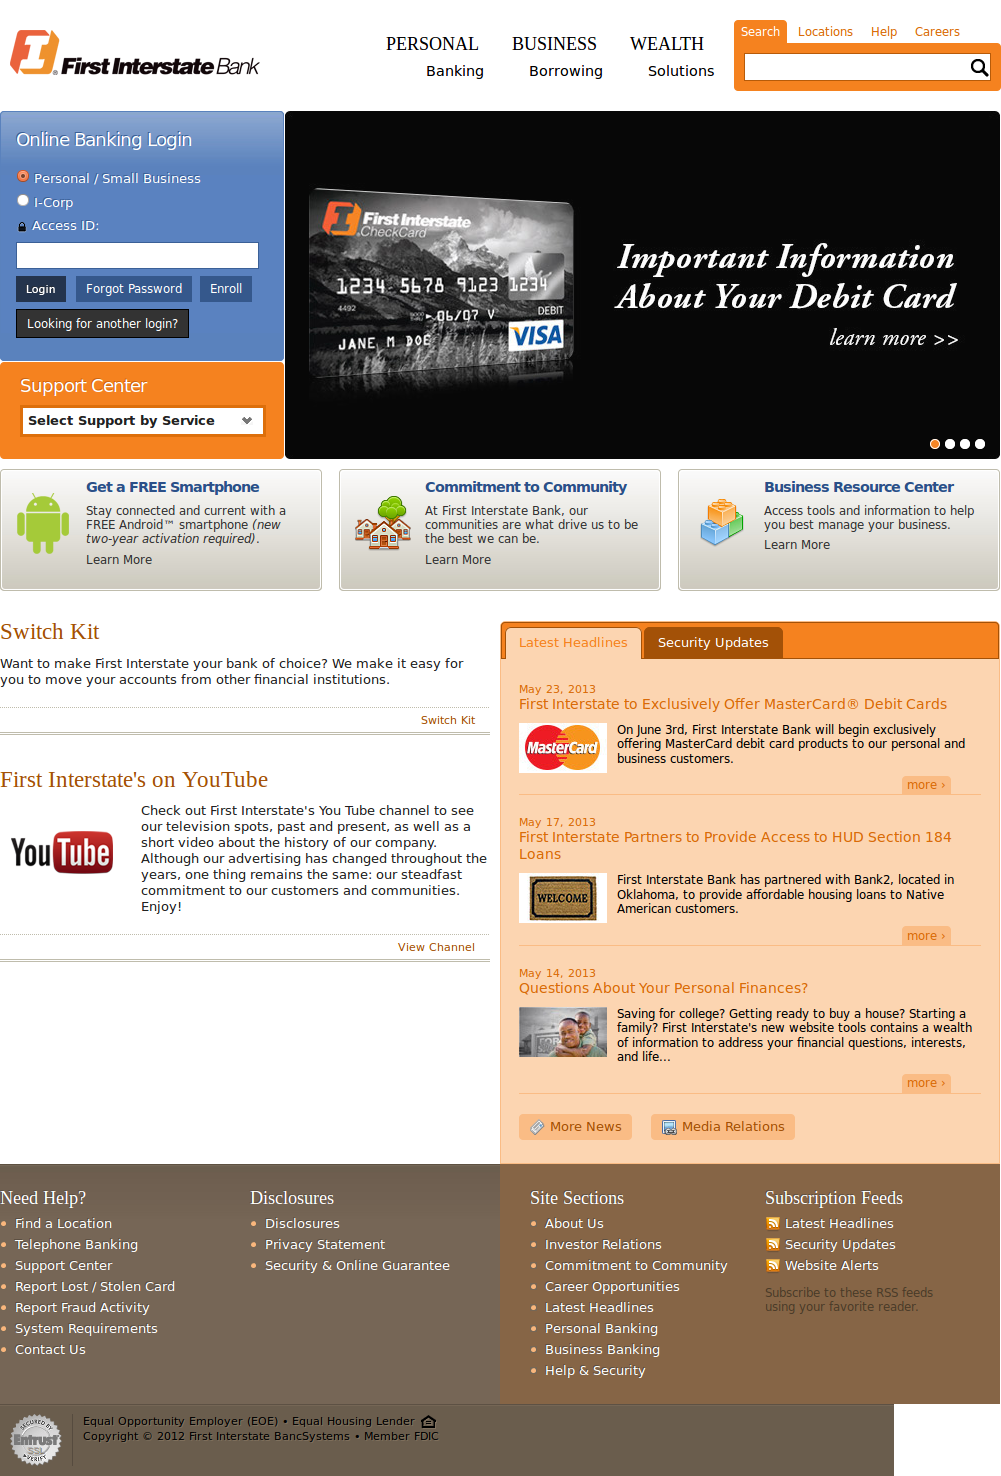 First Interstate Bank
PERSONAL BUSINESS WEALTH
Banking Borrowing Solutions
Search Locations Help Careers
Online Banking Login
Personal / Small Business
I-Corp
Access ID:
Login Forgot Password Enroll
Looking for another login?
Support Center
Select Support by Service
First Interstate
CheckCard
1234 5678 9123 1234
4492
06/07 V
DEBIT
JANE M DOE
VISA
Important Information
About Your Debit Card
learn more >>
Get a FREE Smartphone
Stay connected and current with a
FREE Android™ smartphone (new
two-year activation required).
Learn More
Commitment to Community
At First Interstate Bank, our
communities are what drive us to be
the best we can be.
Learn More
Business Resource Center
Access tools and information to help
you best manage your business.
Learn More
Switch Kit
Want to make First Interstate your bank of choice? We make it easy for
you to move your accounts from other financial institutions.
Switch Kit
First Interstate's on YouTube
YouTube
Check out First Interstate's You Tube channel to see
our television spots, past and present, as well as a
short video about the history of our company.
Although our advertising has changed throughout the
years, one thing remains the same: our steadfast
commitment to our customers and communities.
Enjoy!
View Channel
Latest Headlines Security Updates
May 23, 2013
First Interstate to Exclusively Offer MasterCard® Debit Cards
MasterCard
On June 3rd, First Interstate Bank will begin exclusively
offering MasterCard debit card products to our personal and
business customers.
more ›
May 17, 2013
First Interstate Partners to Provide Access to HUD Section 184
Loans
WELCOME
First Interstate Bank has partnered with Bank2, located in
Oklahoma, to provide affordable housing loans to Native
American customers.
more ›
May 14, 2013
Questions About Your Personal Finances?
Saving for college? Getting ready to buy a house? Starting a
family? First Interstate's new website tools contains a wealth
of information to address your financial questions, interests,
and life...
more ›
More News Media Relations
Need Help?
Find a Location
Telephone Banking
Support Center
Report Lost / Stolen Card
Report Fraud Activity
System Requirements
Contact Us
Disclosures
Disclosures
Privacy Statement
Security & Online Guarantee
Site Sections
About Us
Investor Relations
Commitment to Community
Career Opportunities
Latest Headlines
Personal Banking
Business Banking
Help & Security
Subscription Feeds
Latest Headlines
Security Updates
Website Alerts
Subscribe to these RSS feeds
using your favorite reader.
SECURED BY
Entrust
SSL
VERIFY
Equal Opportunity Employer (EOE) • Equal Housing Lender
Copyright © 2012 First Interstate BancSystems • Member FDIC